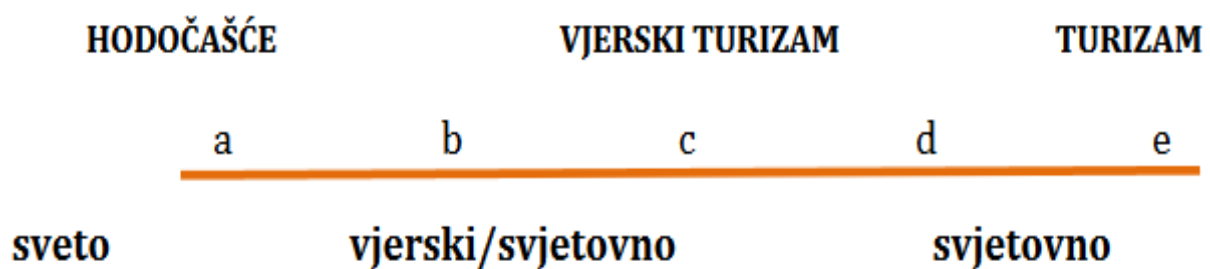 HODOČAŠĆE VJERSKI TURIZAM TURIZAM
a b c d e
sveto vjerski/svjetovno svjetovno